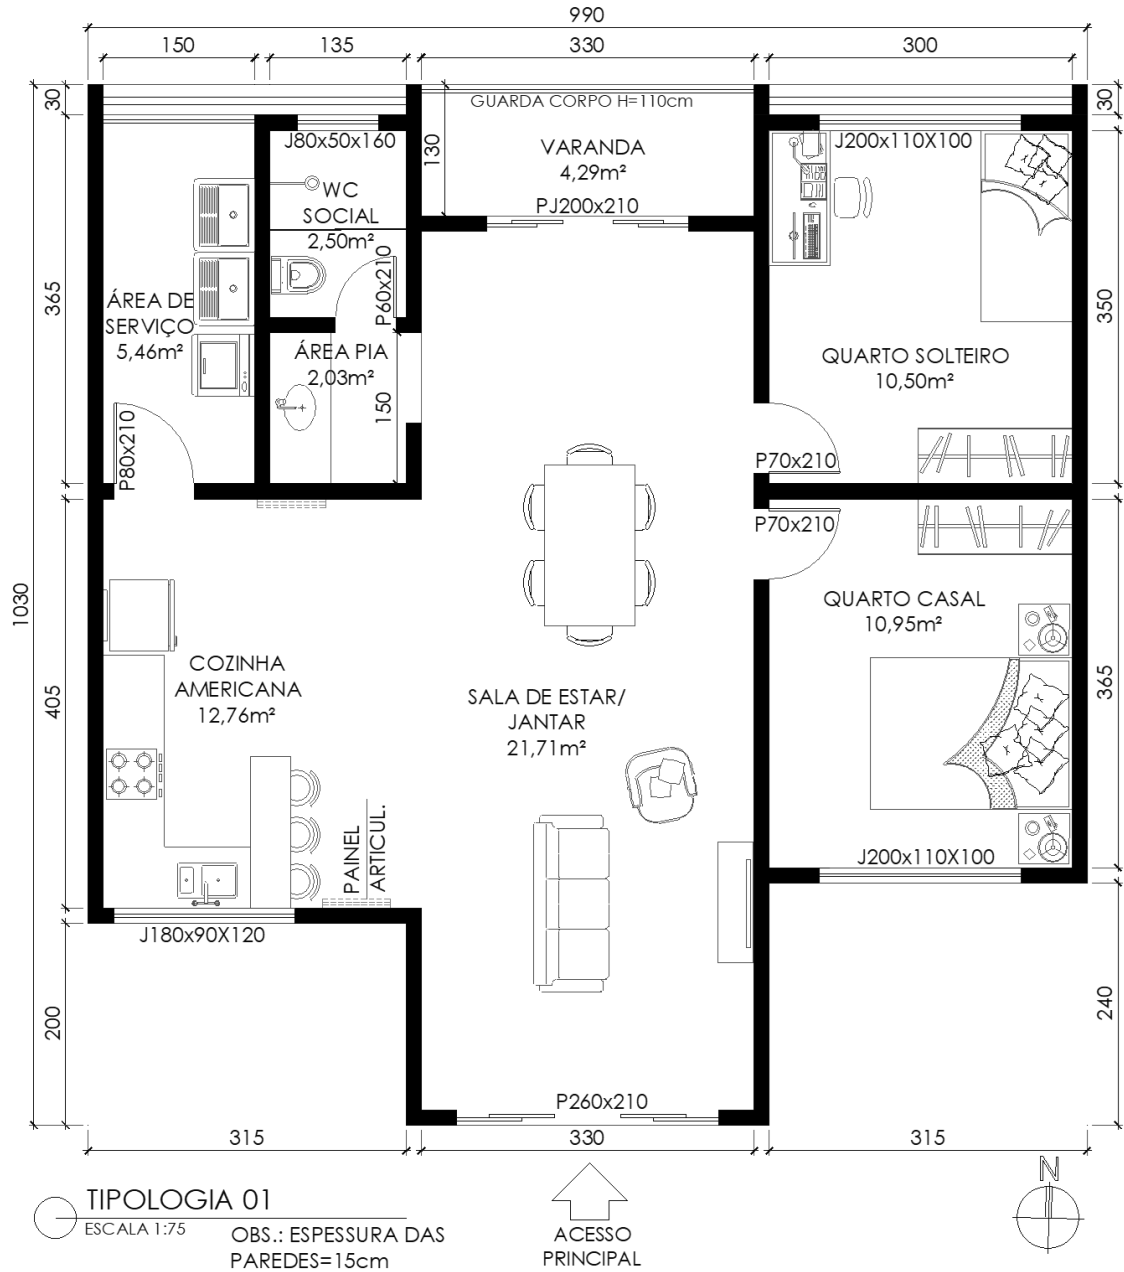 990
150
135
330
300
30
GUARDA CORPO H=110cm
30
J80x50x160
130
VARANDA
4,29m²
J200x110X100
WC
SOCIAL
2,50m²
PJ200x210
P60x210
365
ÁREA DE
SERVIÇO
5,46m²
350
ÁREA PIA
2,03m²
150
QUARTO SOLTEIRO
10,50m²
P80x210
P70x210
P70x210
1030
QUARTO CASAL
10,95m²
405
COZINHA
AMERICANA
12,76m²
SALA DE ESTAR/
JANTAR
21,71m²
365
PAINEL
ARTICUL.
J200x110X100
J180x90X120
200
240
P260x210
315
330
315
TIPOLOGIA 01
ESCALA 1:75
OBS.: ESPESSURA DAS
PAREDES=15cm
ACESSO
PRINCIPAL
N